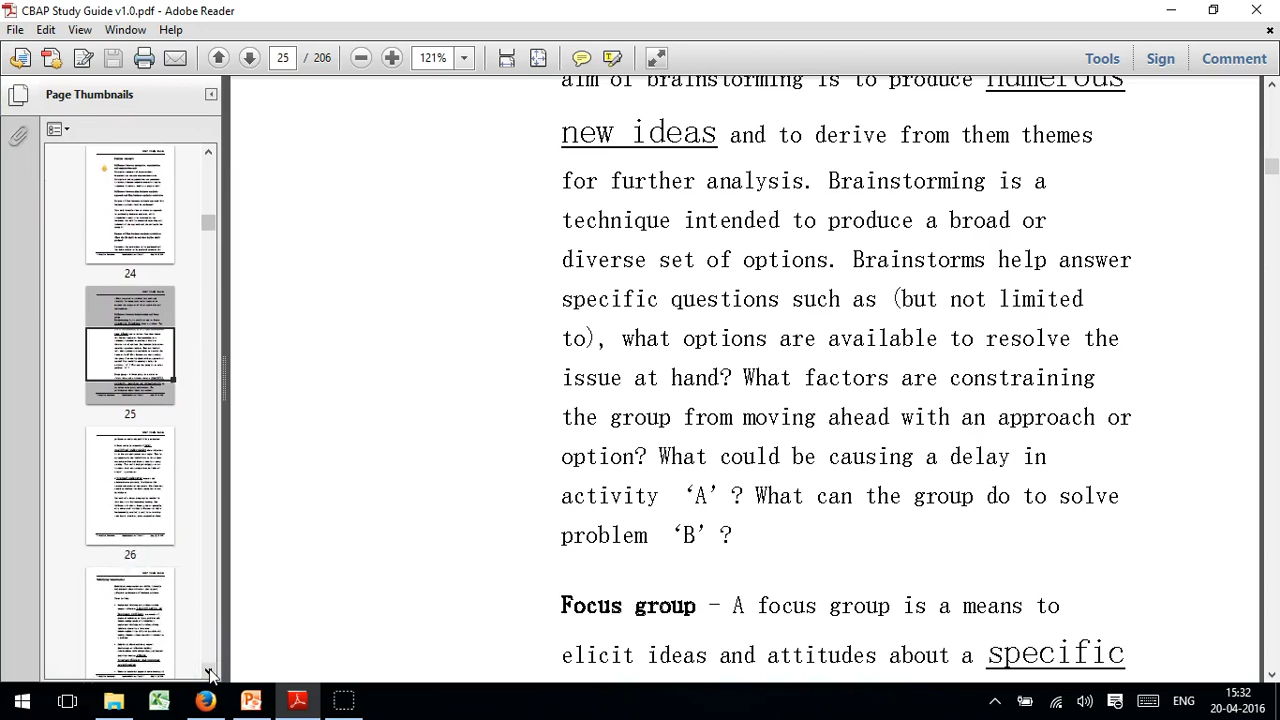 CBAP Study Guide v1.0.pdf - Adobe Reader
File Edit View Window Help
25 / 206 121% Tools Sign Comment
Page Thumbnails
24
25
26
aim of brainstorming is to produce numerous
new ideas and to derive from them themes
for further analysis. Brainstorming is a
technique intended to produce a broad or
diverse set of options. Brainstorms help answer
specific questions such as (but not limited
to), what options are available to resolve the
issue at hand? What factors are constraining
the group from moving ahead with an approach or
option? What could be causing a delay in
activity ‘A’? What can the group do to solve
problem ‘B’?
Focus group – A focus group is a means to
elicit ideas and attitudes about a specific
ENG
15:32
20-04-2016